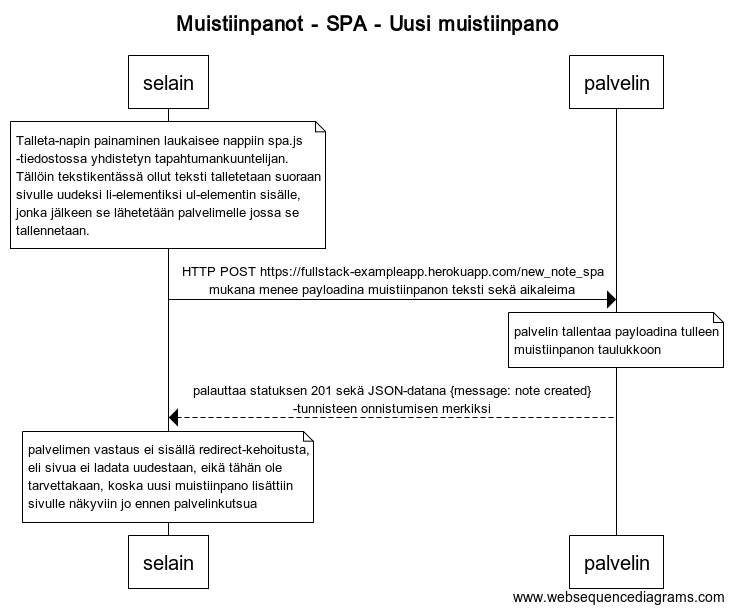 Muistiinpanot - SPA - Uusi muistiinpano
selain
palvelin
Talleta-napin painaminen laukaisee nappiin spa.js
-tiedostossa yhdistetyn tapahtumankuuntelijan.
Tällöin tekstikentässä ollut teksti talletetaan suoraan
sivulle uudeksi li-elementiksi ul-elementin sisälle,
jonka jälkeen se lähetetään palvelimelle jossa se
tallennetaan.
HTTP POST https://fullstack-exampleapp.herokuapp.com/new_note_spa
mukana menee payloadina muistiinpanon teksti sekä aikaleima
palvelin tallentaa payloadina tulleen
muistiinpanon taulukkoon
palauttaa statuksen 201 sekä JSON-datana {message: note created}
-tunnisteen onnistumisen merkiksi
palvelimen vastaus ei sisällä redirect-kehoitusta,
eli sivua ei ladata uudestaan, eikä tähän ole
tarvettakaan, koska uusi muistiinpano lisättiin
sivulle näkyviin jo ennen palvelinkutsua
selain
palvelin
www.websequencediagrams.com